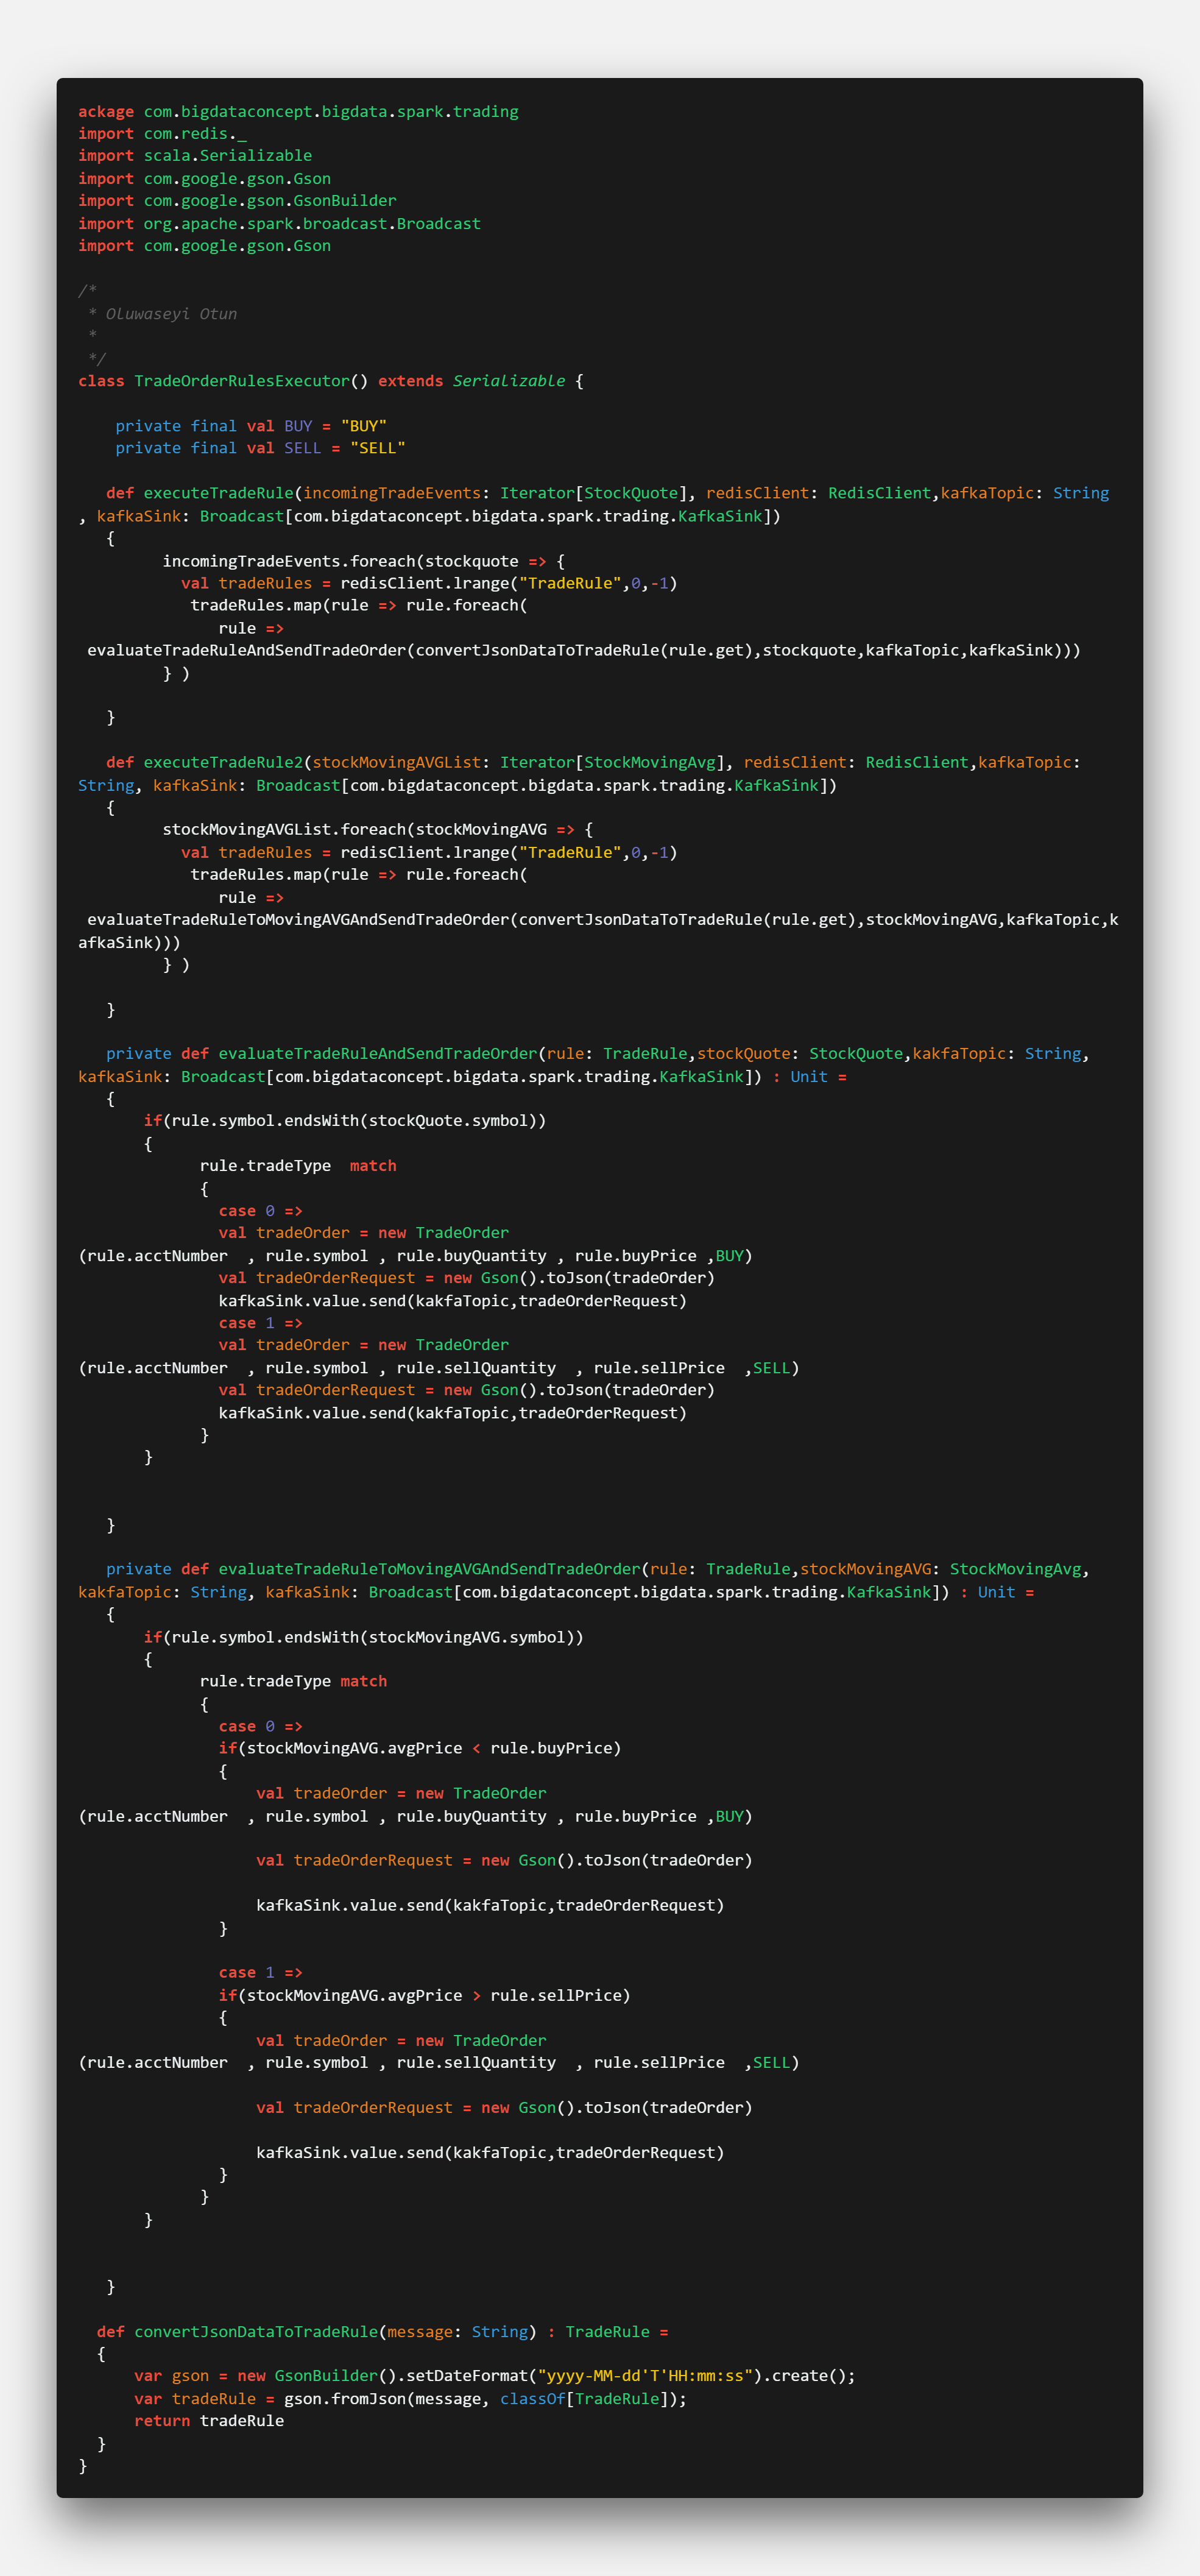 ackage com.bigdataconcept.bigdata.spark.trading
import com.redis._
import scala.Serializable
import com.google.gson.Gson
import com.google.gson.GsonBuilder
import org.apache.spark.broadcast.Broadcast
import com.google.gson.Gson
/*
 * Oluwaseyi Otun
 *
 */
class TradeOrderRulesExecutor() extends Serializable {
    private final val BUY = "BUY"
    private final val SELL = "SELL"
   def executeTradeRule(incomingTradeEvents: Iterator[StockQuote], redisClient: RedisClient,kafkaTopic: String
, kafkaSink: Broadcast[com.bigdataconcept.bigdata.spark.trading.KafkaSink])
   {
         incomingTradeEvents.foreach(stockquote => {
           val tradeRules = redisClient.lrange("TradeRule",0,-1)
            tradeRules.map(rule => rule.foreach(
               rule =>
 evaluateTradeRuleAndSendTradeOrder(convertJsonDataToTradeRule(rule.get),stockquote,kafkaTopic,kafkaSink)))
         } )
   }
   def executeTradeRule2(stockMovingAVGList: Iterator[StockMovingAvg], redisClient: RedisClient,kafkaTopic:
String, kafkaSink: Broadcast[com.bigdataconcept.bigdata.spark.trading.KafkaSink])
   {
         stockMovingAVGList.foreach(stockMovingAVG => {
           val tradeRules = redisClient.lrange("TradeRule",0,-1)
            tradeRules.map(rule => rule.foreach(
               rule =>
 evaluateTradeRuleToMovingAVGAndSendTradeOrder(convertJsonDataToTradeRule(rule.get),stockMovingAVG,kafkaTopic,k
afkaSink)))
         } )
   }
   private def evaluateTradeRuleAndSendTradeOrder(rule: TradeRule,stockQuote: StockQuote,kakfaTopic: String,
kafkaSink: Broadcast[com.bigdataconcept.bigdata.spark.trading.KafkaSink]) : Unit =
   {
       if(rule.symbol.endsWith(stockQuote.symbol))
       {
             rule.tradeType  match
             {
               case 0 =>
               val tradeOrder = new TradeOrder
(rule.acctNumber  , rule.symbol , rule.buyQuantity , rule.buyPrice ,BUY)
               val tradeOrderRequest = new Gson().toJson(tradeOrder)
               kafkaSink.value.send(kakfaTopic,tradeOrderRequest)
               case 1 =>
               val tradeOrder = new TradeOrder
(rule.acctNumber  , rule.symbol , rule.sellQuantity  , rule.sellPrice  ,SELL)
               val tradeOrderRequest = new Gson().toJson(tradeOrder)
               kafkaSink.value.send(kakfaTopic,tradeOrderRequest)
             }
       }
   }
   private def evaluateTradeRuleToMovingAVGAndSendTradeOrder(rule: TradeRule,stockMovingAVG: StockMovingAvg,
kakfaTopic: String, kafkaSink: Broadcast[com.bigdataconcept.bigdata.spark.trading.KafkaSink]) : Unit =
   {
       if(rule.symbol.endsWith(stockMovingAVG.symbol))
       {
             rule.tradeType match
             {
               case 0 =>
               if(stockMovingAVG.avgPrice < rule.buyPrice)
               {
                   val tradeOrder = new TradeOrder
(rule.acctNumber  , rule.symbol , rule.buyQuantity , rule.buyPrice ,BUY)
                   val tradeOrderRequest = new Gson().toJson(tradeOrder)
                   kafkaSink.value.send(kakfaTopic,tradeOrderRequest)
               }
               case 1 =>
               if(stockMovingAVG.avgPrice > rule.sellPrice)
               {
                   val tradeOrder = new TradeOrder
(rule.acctNumber  , rule.symbol , rule.sellQuantity  , rule.sellPrice  ,SELL)
                   val tradeOrderRequest = new Gson().toJson(tradeOrder)
                   kafkaSink.value.send(kakfaTopic,tradeOrderRequest)
               }
             }
       }
   }
  def convertJsonDataToTradeRule(message: String) : TradeRule =
  {
      var gson = new GsonBuilder().setDateFormat("yyyy-MM-dd'T'HH:mm:ss").create();
      var tradeRule = gson.fromJson(message, classOf[TradeRule]);
      return tradeRule
  }
}